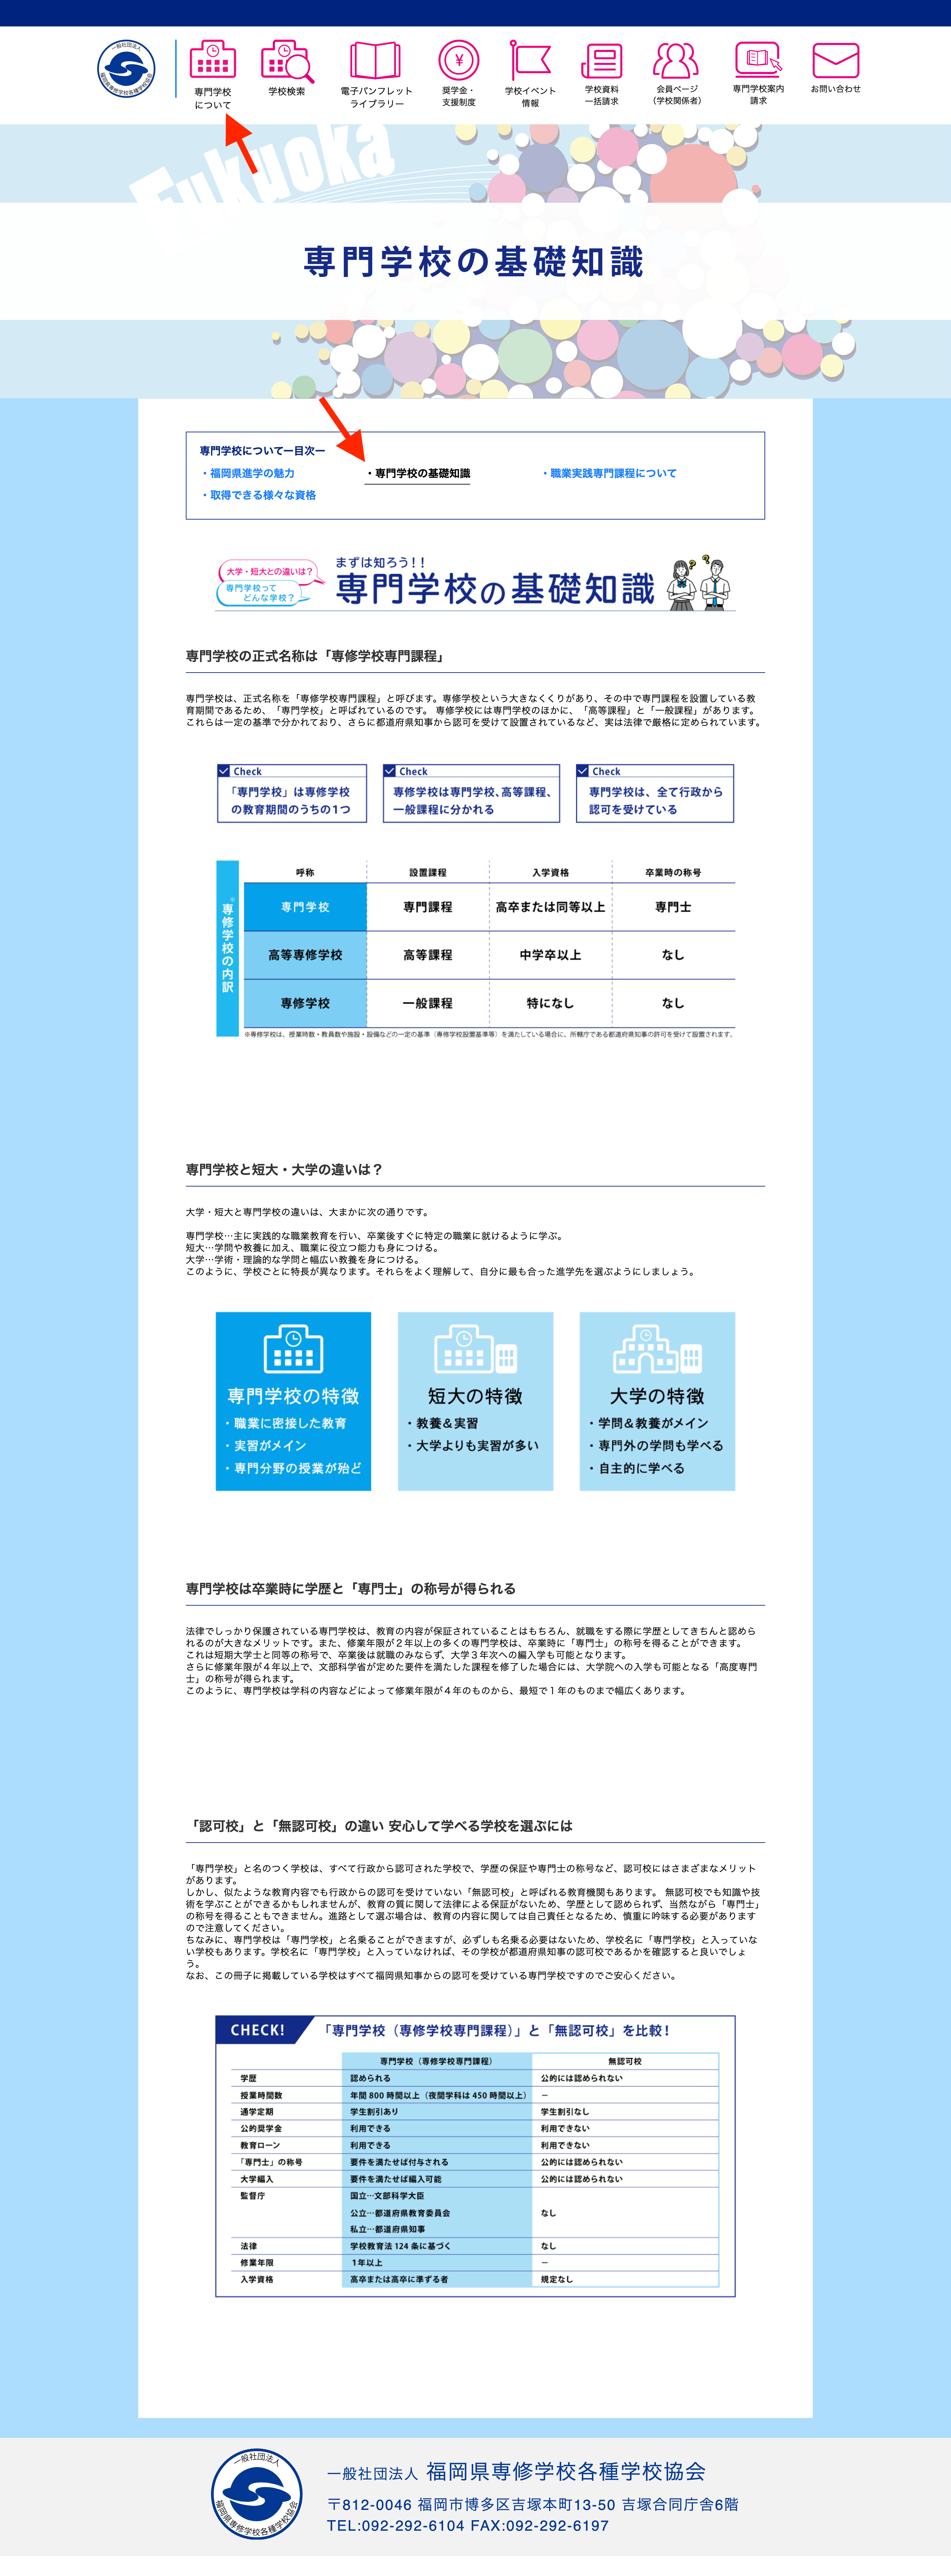 一般社団法人
福岡県専修学校各種学校協会
専門学校
について
学校検索
電子パンフレット
ライブラリー
奨学金・
支援制度
学校イベント
情報
学校資料
一括請求
会員ページ
(学校関係者)
専門学校案内
請求
お問い合わせ
Fukuoka
専門学校の基礎知識
専門学校についてー目次ー
・福岡県進学の魅力
・専門学校の基礎知識
・職業実践専門課程について
・取得できる様々な資格
大学・短大との違いは？
専門学校って
どんな学校？
まずは知ろう！！
専門学校の基礎知識
専門学校の正式名称は「専修学校専門課程」
専門学校は、正式名称を「専修学校専門課程」と呼びます。専修学校という大きなくくりがあり、その中で専門課程を設置している教
育期間であるため、「専門学校」と呼ばれているのです。 専修学校には専門学校のほかに、「高等課程」と「一般課程」があります。
これらは一定の基準で分かれており、さらに都道府県知事から認可を受けて設置されているなど、実は法律で厳格に定められています。
Check
「専門学校」は専修学校
の教育期間のうちの1つ
Check
専修学校は専門学校、高等課程、
一般課程に分かれる
Check
専門学校は、全て行政から
認可を受けている
※専修学校の内訳
呼称 設置課程 入学資格 卒業時の称号
専門学校 専門課程 高卒または同等以上 専門士
高等専修学校 高等課程 中学卒以上 なし
専修学校 一般課程 特になし なし
※専修学校は、授業時数・教員数や施設・設備などの一定の基準（専修学校設置基準等）を満たしている場合に、所轄庁である都道府県知事の許可を受けて設置されます。
専門学校と短大・大学の違いは？
大学・短大と専門学校の違いは、大まかに次の通りです。
専門学校…主に実践的な職業教育を行い、卒業後すぐに特定の職業に就けるように学ぶ。
短大…学問や教養に加え、職業に役立つ能力も身につける。
大学…学術・理論的な学問と幅広い教養を身につける。
このように、学校ごとに特長が異なります。それらをよく理解して、自分に最も合った進学先を選ぶようにしましょう。
専門学校の特徴
・職業に密接した教育
・実習がメイン
・専門分野の授業が殆ど
短大の特徴
・教養＆実習
・大学よりも実習が多い
大学の特徴
・学問＆教養がメイン
・専門外の学問も学べる
・自主的に学べる
専門学校は卒業時に学歴と「専門士」の称号が得られる
法律でしっかり保護されている専門学校は、教育の内容が保証されていることはもちろん、就職をする際に学歴としてきちんと認めら
れるのが大きなメリットです。また、修業年限が２年以上の多くの専門学校は、卒業時に「専門士」の称号を得ることができます。
これは短期大学士と同等の称号で、卒業後は就職のみならず、大学３年次への編入学も可能となります。
さらに修業年限が４年以上で、文部科学省が定めた要件を満たした課程を修了した場合には、大学院への入学も可能となる「高度専門
士」の称号が得られます。
このように、専門学校は学科の内容などによって修業年限が４年のものから、最短で１年のものまで幅広くあります。
「認可校」と「無認可校」の違い 安心して学べる学校を選ぶには
「専門学校」と名のつく学校は、すべて行政から認可された学校で、学歴の保証や専門士の称号など、認可校にはさまざまなメリット
があります。
しかし、似たような教育内容でも行政からの認可を受けていない「無認可校」と呼ばれる教育機関もあります。 無認可校でも知識や技
術を学ぶことができるかもしれませんが、教育の質に関して法律による保証がないため、学歴として認められず、当然ながら「専門士」
の称号を得ることもできません。進路として選ぶ場合は、教育の内容に関しては自己責任となるため、慎重に吟味する必要があります
ので注意してください。
ちなみに、専門学校は「専門学校」と名乗ることができますが、必ずしも名乗る必要はないため、学校名に「専門学校」と入っていな
い学校もあります。学校名に「専門学校」と入っていなければ、その学校が都道府県知事の認可校であるかを確認すると良いでしょ
う。
なお、この冊子に掲載している学校はすべて福岡県知事からの認可を受けている専門学校ですのでご安心ください。
CHECK! 「専門学校（専修学校専門課程）」と「無認可校」を比較！
専門学校（専修学校専門課程） 無認可校
学歴 認められる 公的には認められない
授業時間数 年間 800 時間以上（夜間学科は 450 時間以上） －
通学定期 学生割引あり 学生割引なし
公的奨学金 利用できる 利用できない
教育ローン 利用できる 利用できない
「専門士」の称号 要件を満たせば付与される 公的には認められない
大学編入 要件を満たせば編入可能 公的には認められない
監督庁 国立…文部科学大臣
公立…都道府県教育委員会 なし
私立…都道府県知事
法律 学校教育法 124 条に基づく なし
修業年限 １年以上 －
入学資格 高卒または高卒に準ずる者 規定なし
一般社団法人
福岡県専修学校各種学校協会
一般社団法人 福岡県専修学校各種学校協会
〒812-0046 福岡市博多区吉塚本町13-50 吉塚合同庁舎6階
TEL:092-292-6104 FAX:092-292-6197